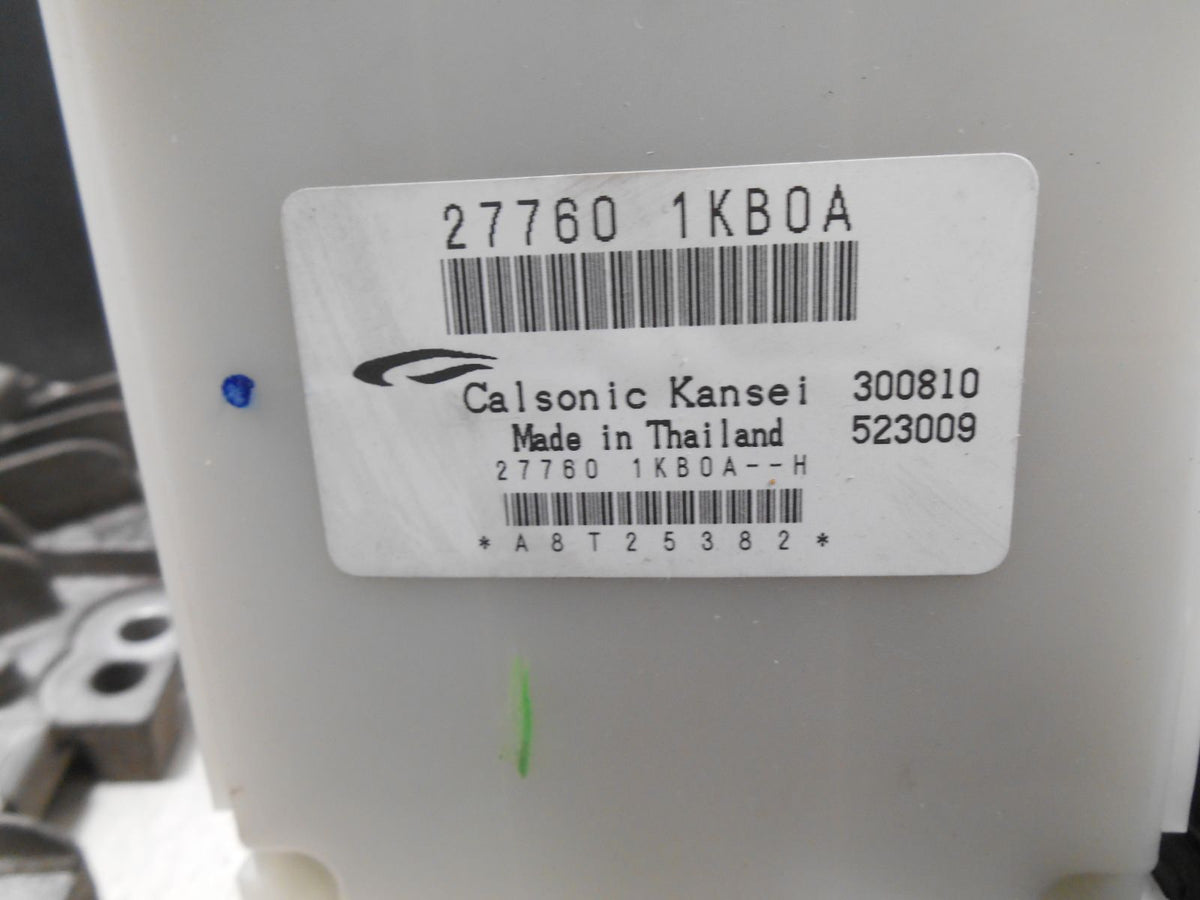 27760 1KB0A
Calsonic Kansei 300810
Made in Thailand 523009
27760 1KB0A--H
*A8T25382*